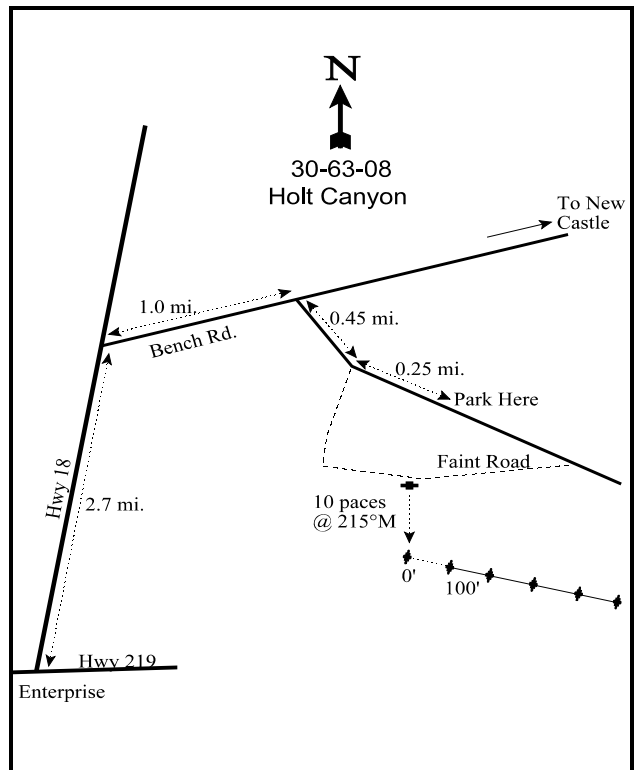 N
30-63-08
Holt Canyon
To New
Castle
1.0 mi.
Bench Rd.
0.45 mi.
0.25 mi.
Park Here
Faint Road
Hwy 18
2.7 mi.
10 paces
@ 215°M
0'
100'
Hwy 219
Enterprise